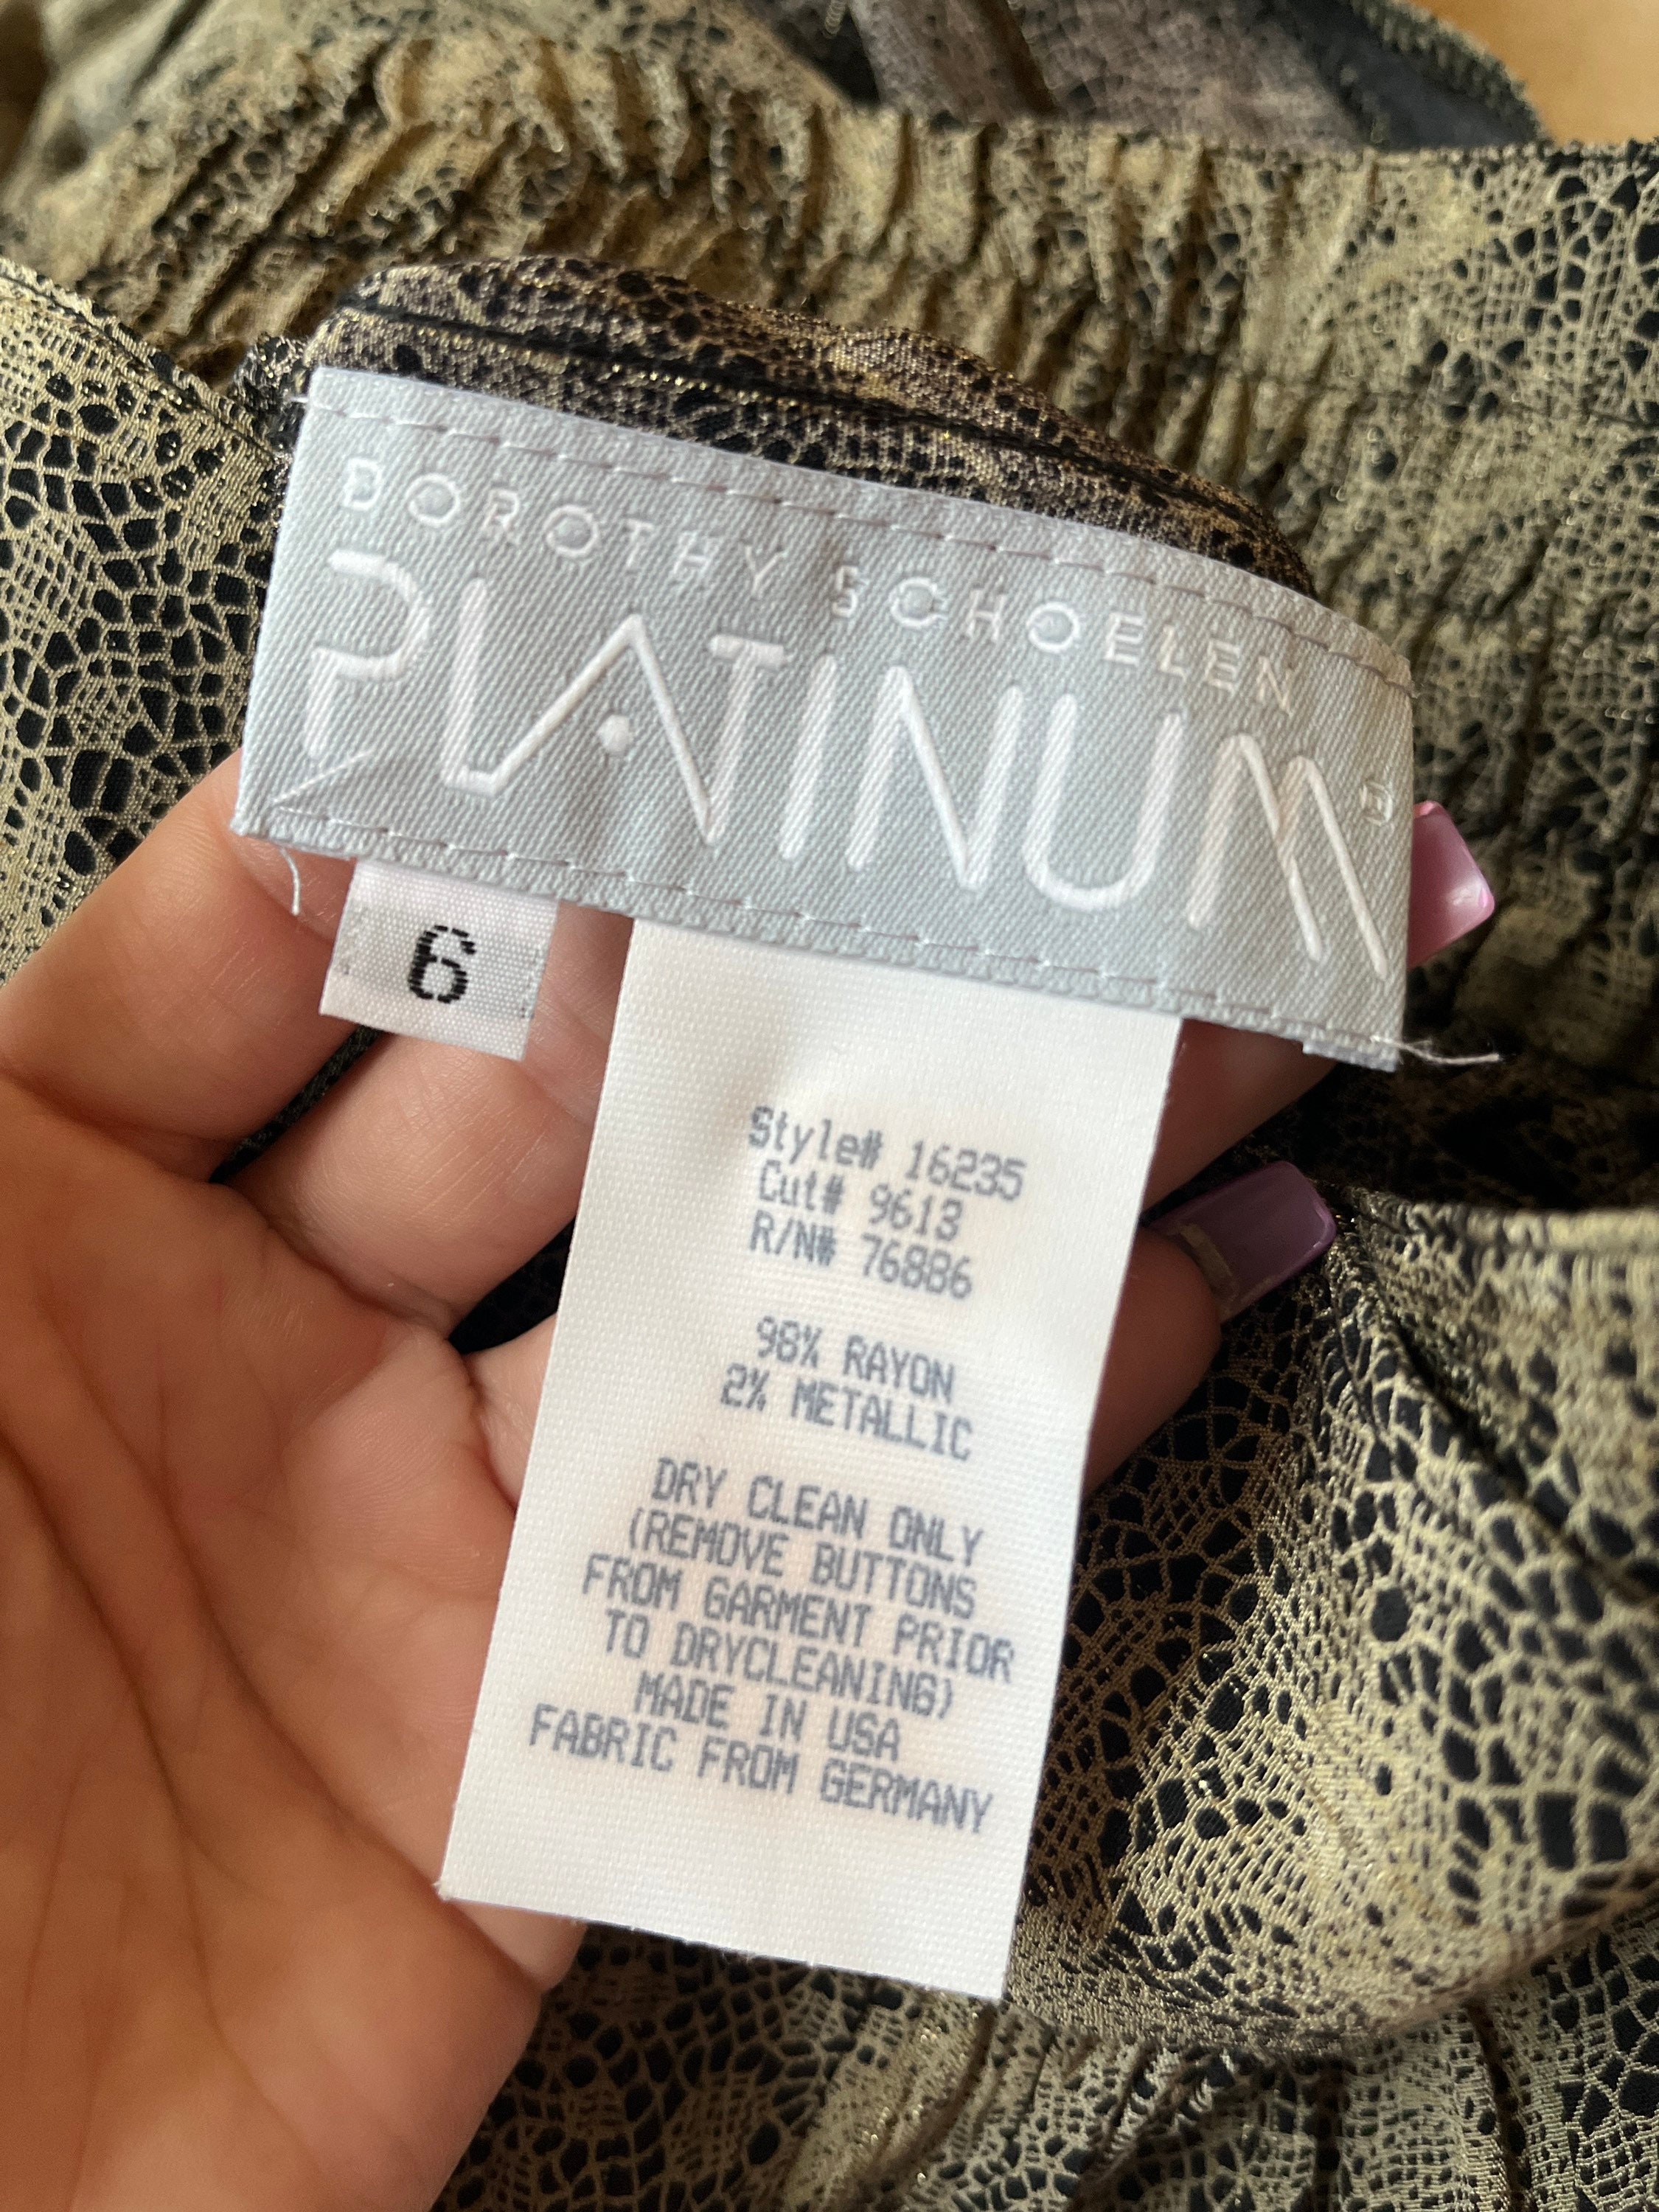 DOROTHY SCHOELEN
PLATINUM®
6
Style# 16235
Cut# 9613
R/N# 76886
98% RAYON
2% METALLIC
DRY CLEAN ONLY
(REMOVE BUTTONS
FROM GARMENT PRIOR
TO DRYCLEANING)
MADE IN USA
FABRIC FROM GERMANY